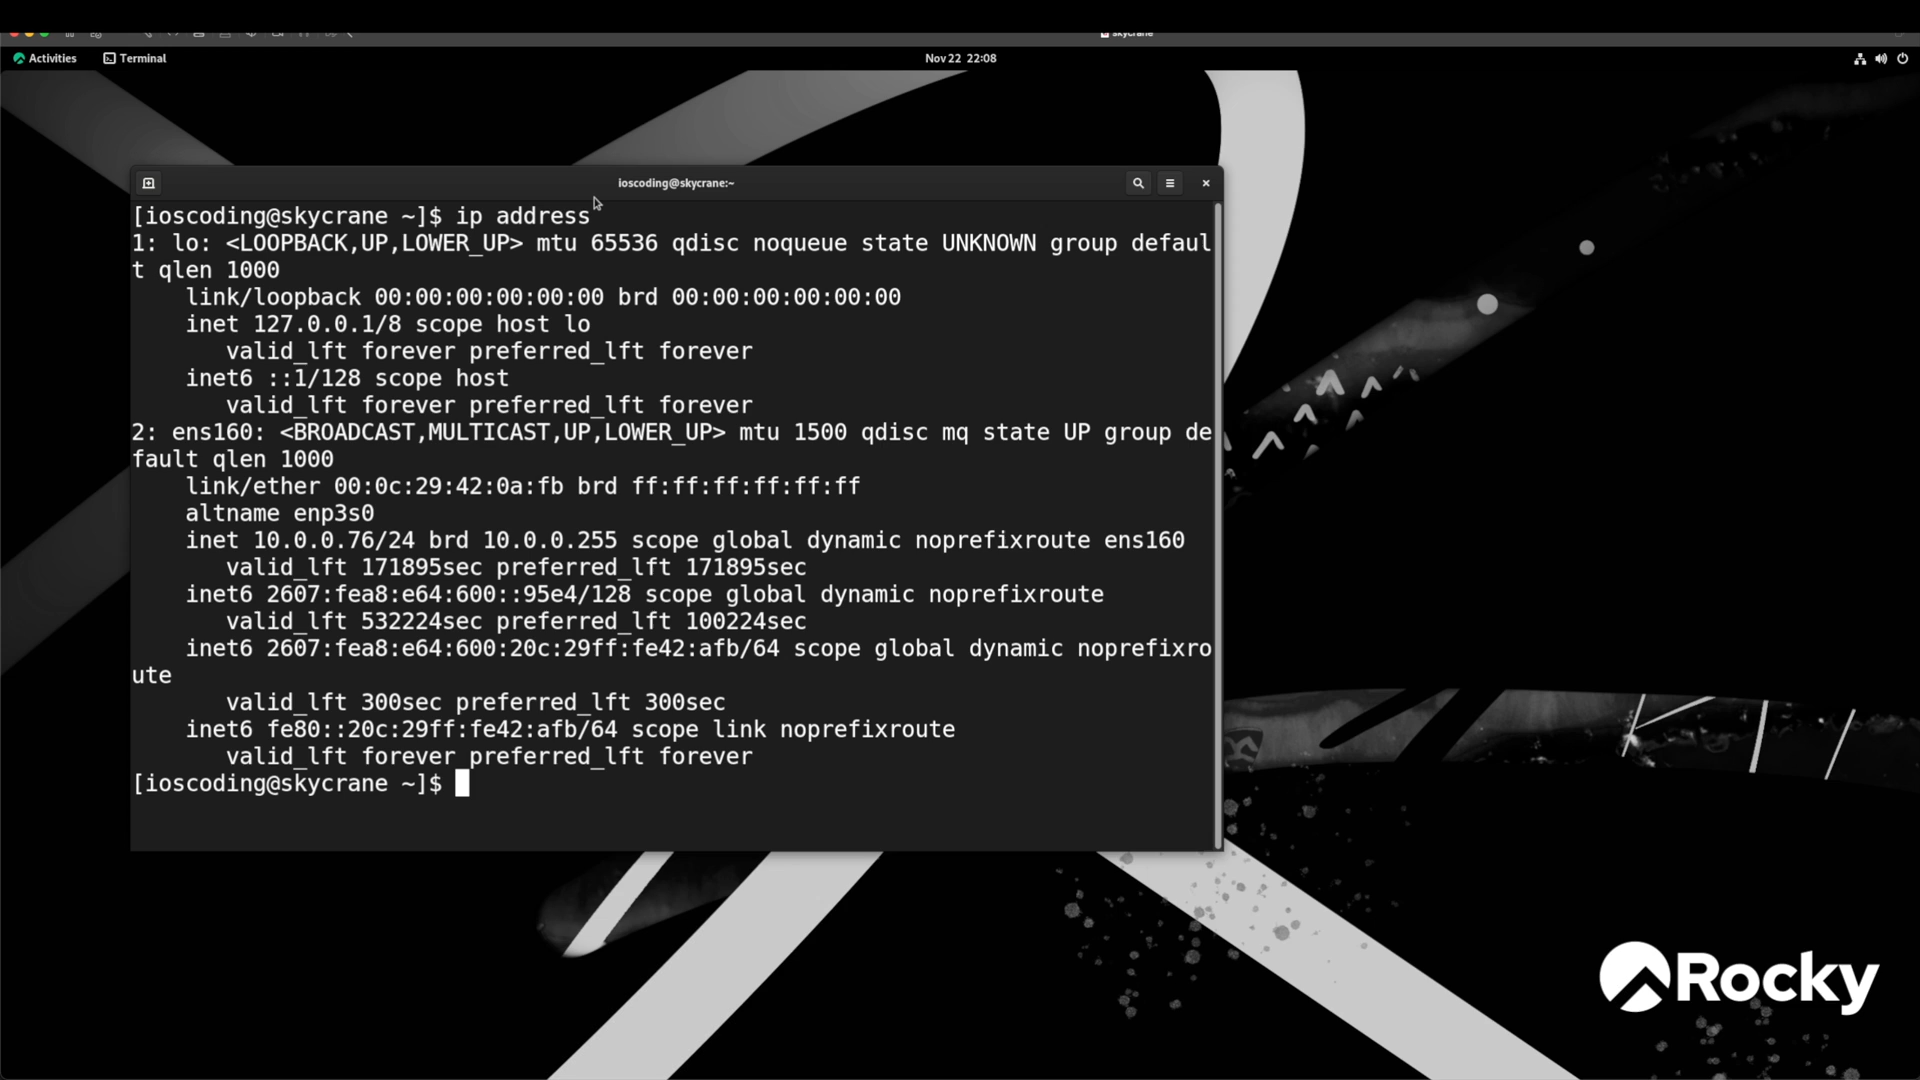 skycrane
Activities Terminal Nov 22 22:08
ioscoding@skycrane:~
[ioscoding@skycrane ~]$ ip address
1: lo: <LOOPBACK,UP,LOWER_UP> mtu 65536 qdisc noqueue state UNKNOWN group defaul
t qlen 1000
link/loopback 00:00:00:00:00:00 brd 00:00:00:00:00:00
inet 127.0.0.1/8 scope host lo
valid_lft forever preferred_lft forever
inet6 ::1/128 scope host
valid_lft forever preferred_lft forever
2: ens160: <BROADCAST,MULTICAST,UP,LOWER_UP> mtu 1500 qdisc mq state UP group de
fault qlen 1000
link/ether 00:0c:29:42:0a:fb brd ff:ff:ff:ff:ff:ff
altname enp3s0
inet 10.0.0.76/24 brd 10.0.0.255 scope global dynamic noprefixroute ens160
valid_lft 171895sec preferred_lft 171895sec
inet6 2607:fea8:e64:600::95e4/128 scope global dynamic noprefixroute
valid_lft 532224sec preferred_lft 100224sec
inet6 2607:fea8:e64:600:20c:29ff:fe42:afb/64 scope global dynamic noprefixro
ute
valid_lft 300sec preferred_lft 300sec
inet6 fe80::20c:29ff:fe42:afb/64 scope link noprefixroute
valid_lft forever preferred_lft forever
[ioscoding@skycrane ~]$
Rocky